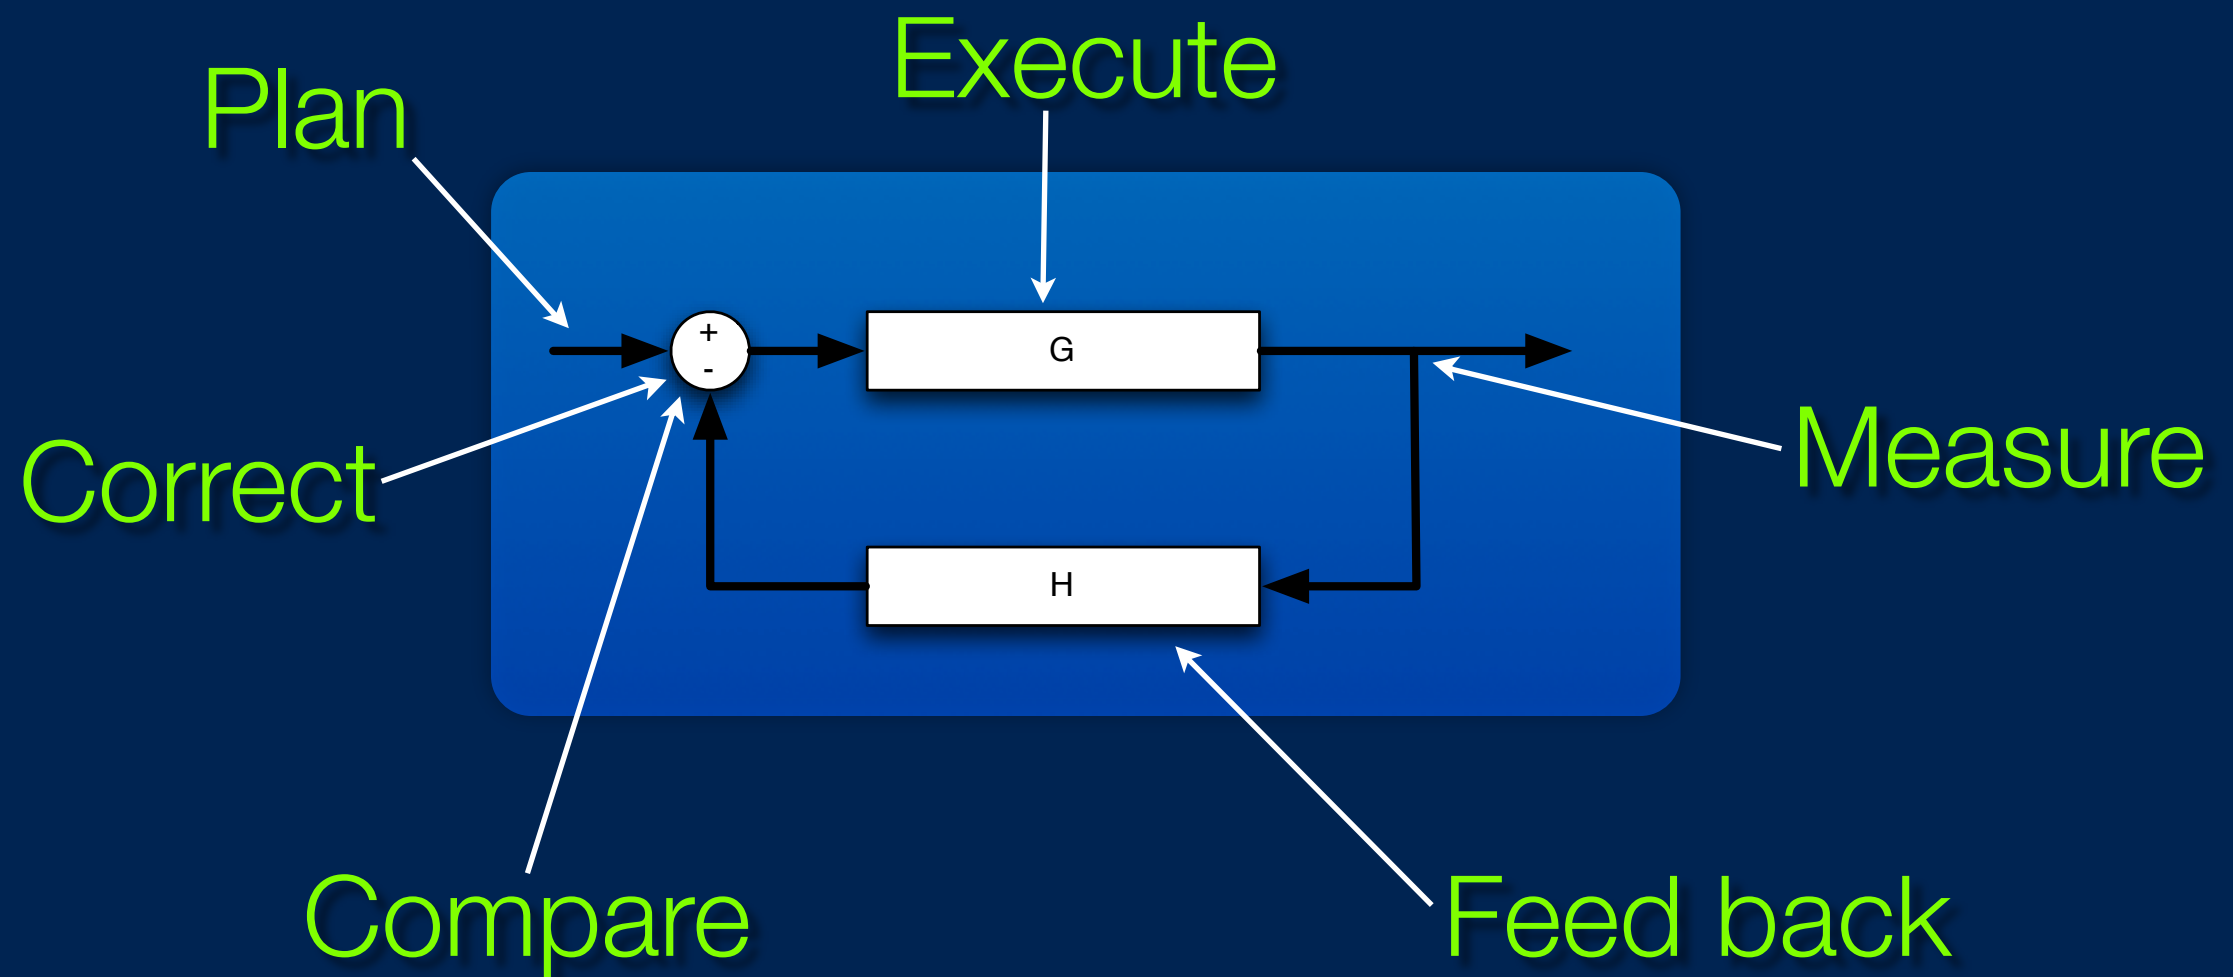 Execute
Plan
+
-
G
Correct
Measure
H
Compare
Feed back